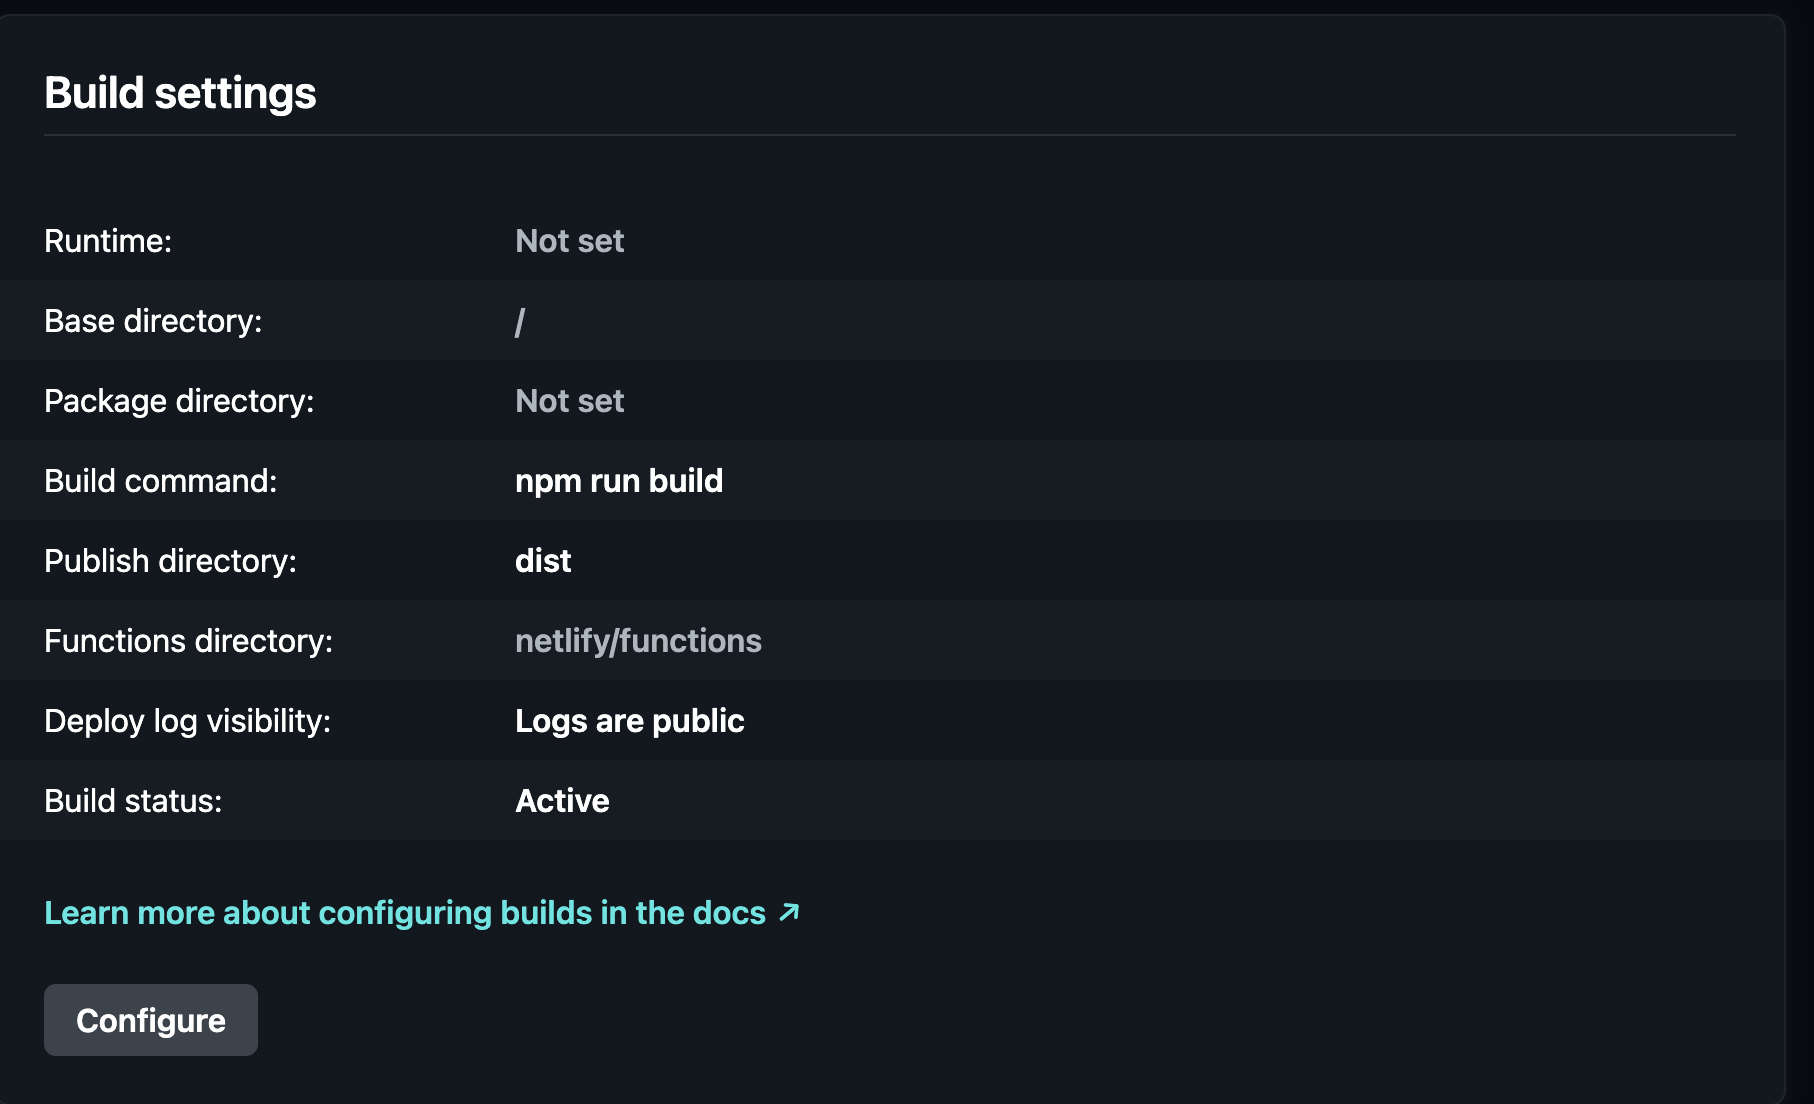 Build settings
Runtime: Not set
Base directory: /
Package directory: Not set
Build command: npm run build
Publish directory: dist
Functions directory: netlify/functions
Deploy log visibility: Logs are public
Build status: Active
Learn more about configuring builds in the docs ↗
Configure